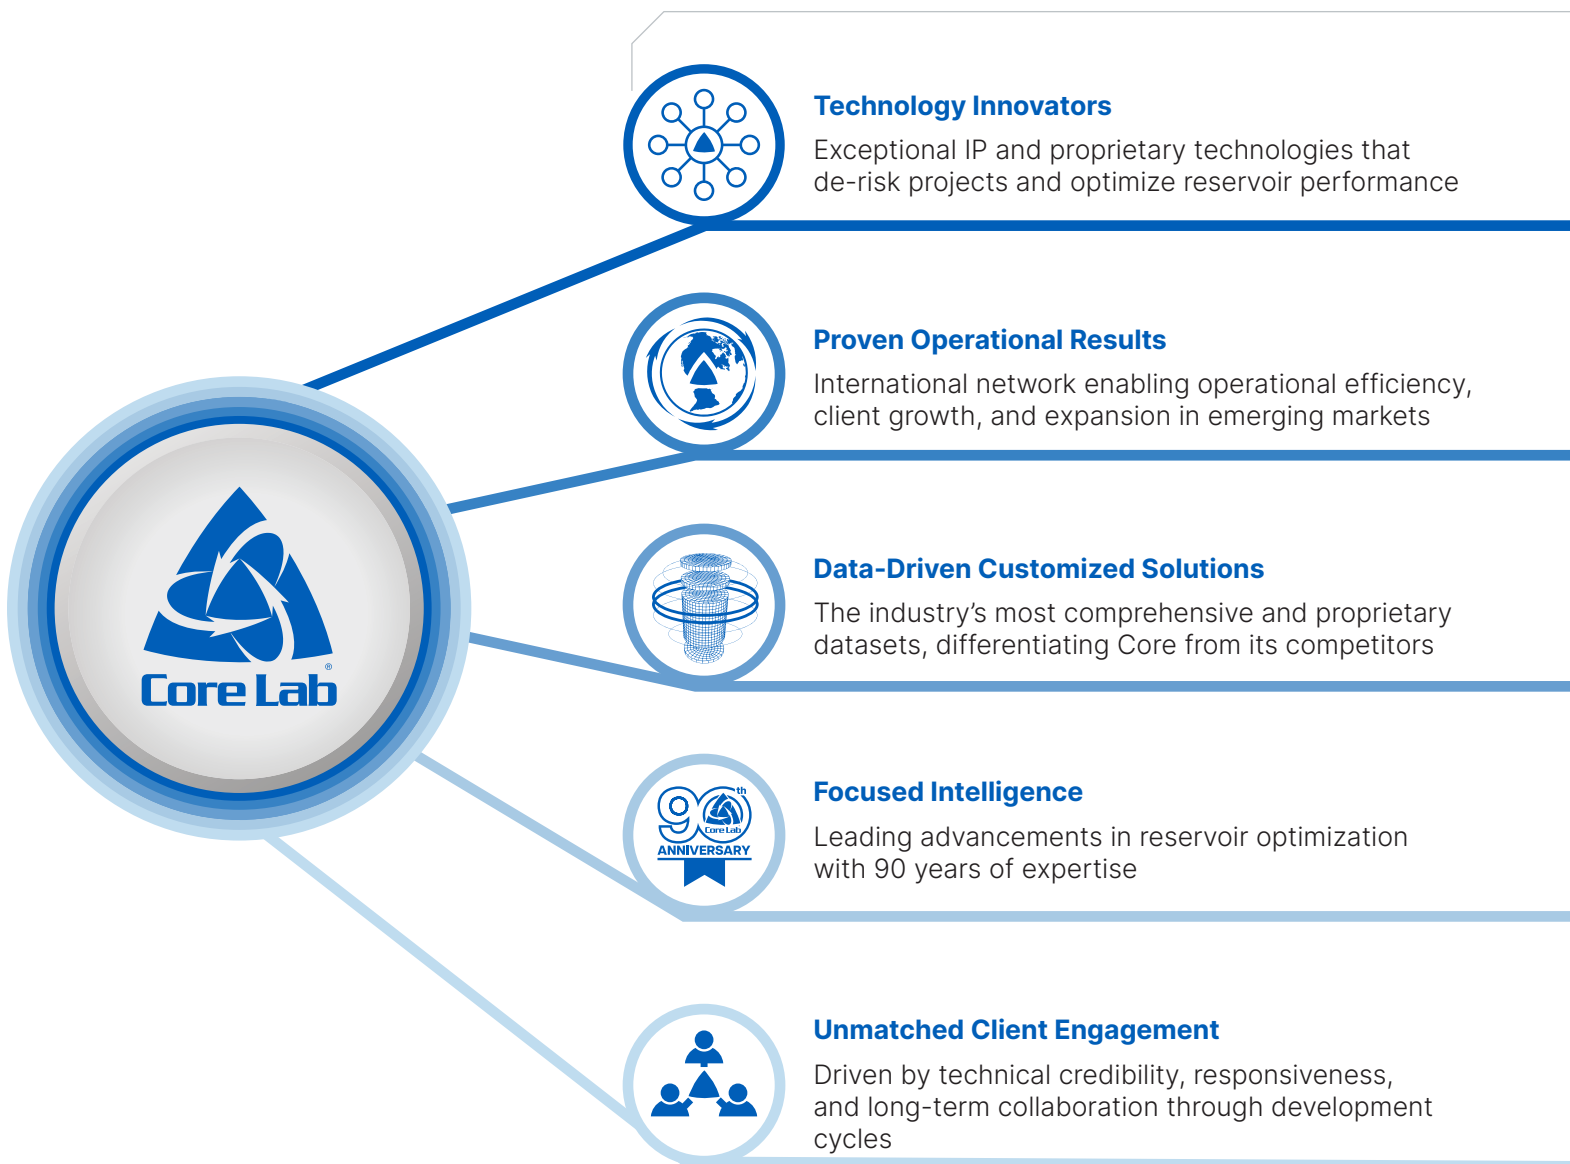 Technology Innovators
Exceptional IP and proprietary technologies that
de-risk projects and optimize reservoir performance
Proven Operational Results
International network enabling operational efficiency,
client growth, and expansion in emerging markets
Core Lab
®
Data-Driven Customized Solutions
The industry’s most comprehensive and proprietary
datasets, differentiating Core from its competitors
90th
Core Lab
ANNIVERSARY
Focused Intelligence
Leading advancements in reservoir optimization
with 90 years of expertise
Unmatched Client Engagement
Driven by technical credibility, responsiveness,
and long-term collaboration through development
cycles